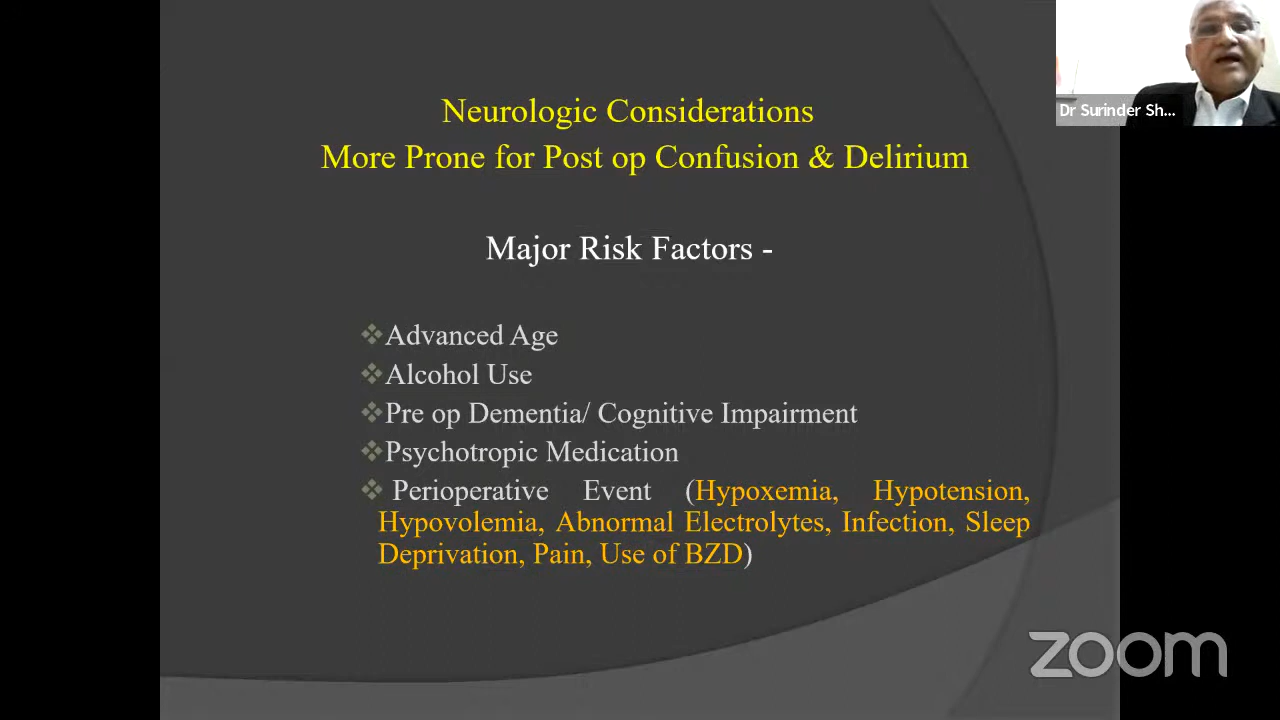 Neurologic Considerations
More Prone for Post op Confusion & Delirium
Dr Surinder Sh...
Major Risk Factors -
Advanced Age
Alcohol Use
Pre op Dementia/ Cognitive Impairment
Psychotropic Medication
Perioperative Event (Hypoxemia, Hypotension,
Hypovolemia, Abnormal Electrolytes, Infection, Sleep
Deprivation, Pain, Use of BZD)
zoom